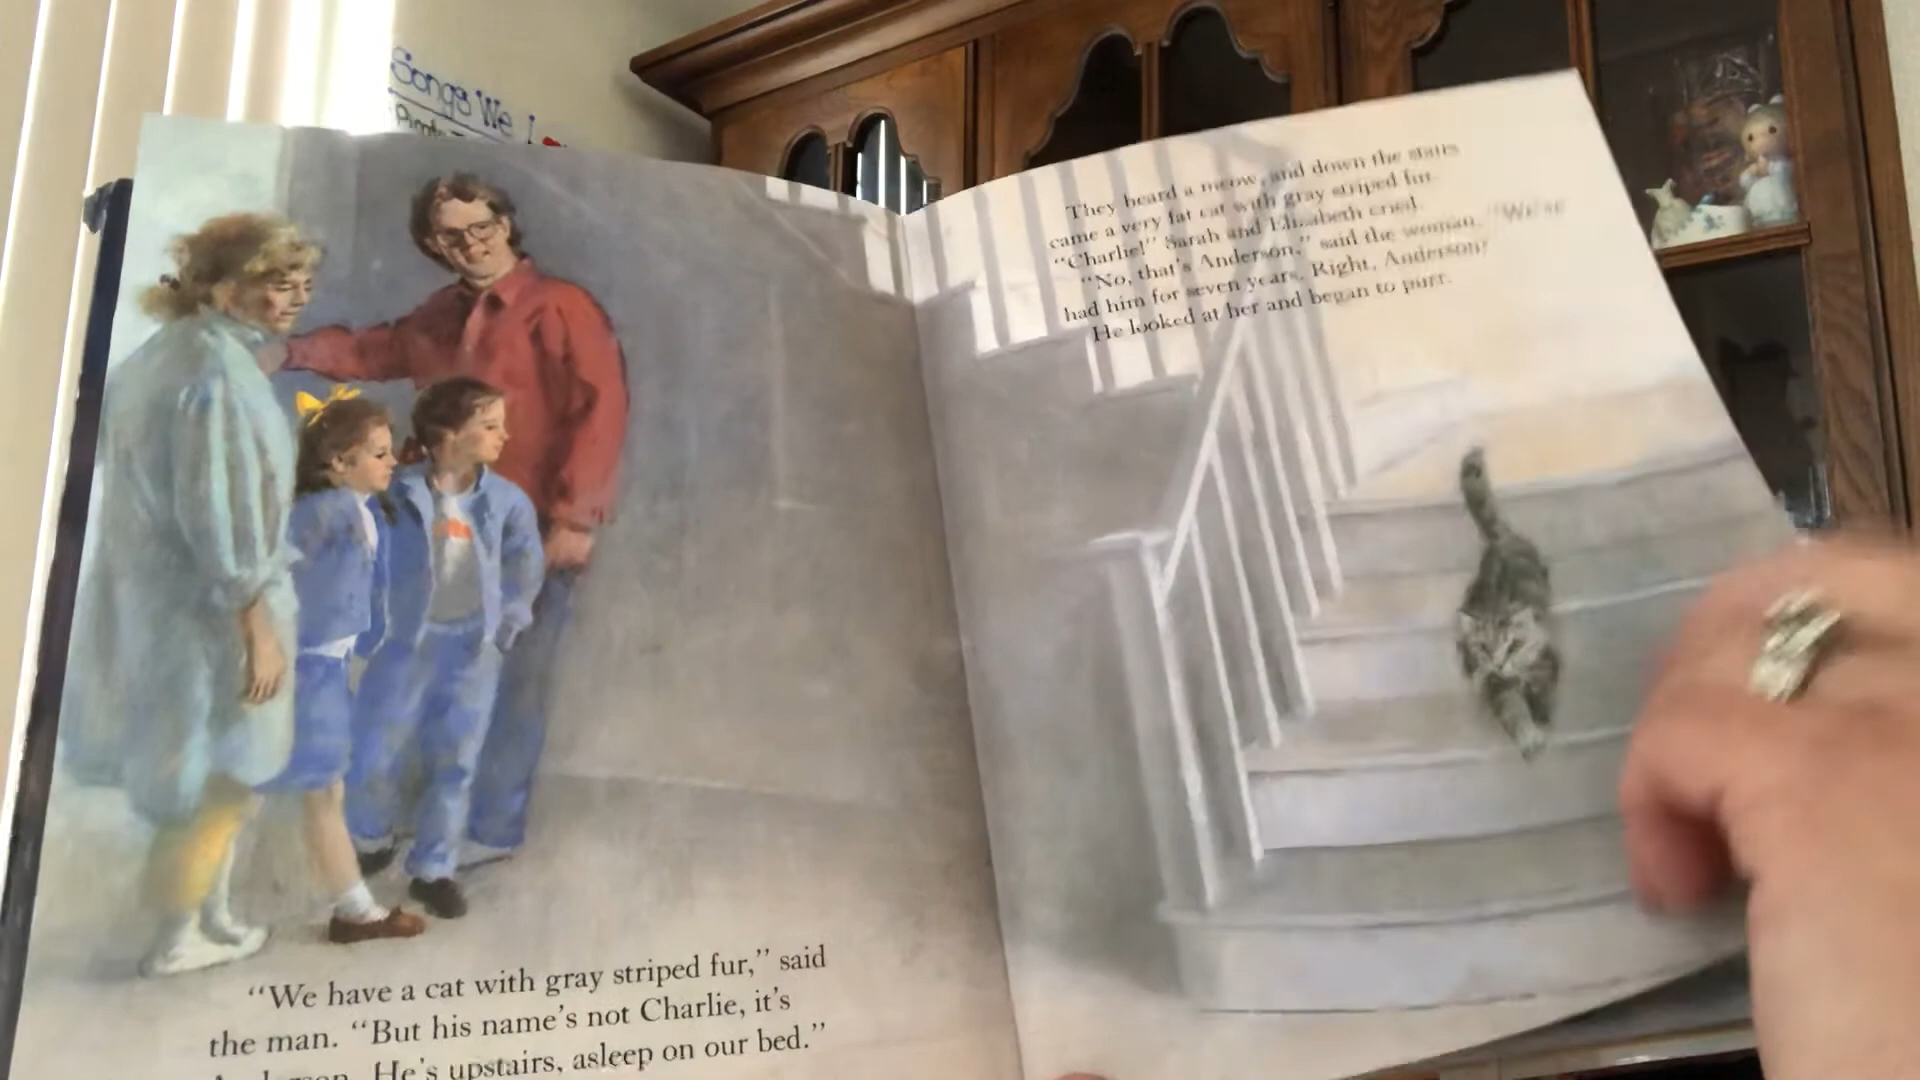 Songs We
"We have a cat with gray striped fur," said
the man. "But his name's not Charlie, it's
He's upstairs, asleep on our bed."
They heard a meow, and down the stairs
came a very fat cat with gray striped fur.
"Charlie!" Sarah and Elizabeth cried.
"No, that's Anderson," said the woman. "We've
had him for seven years. Right, Anderson?"
He looked at her and began to purr.